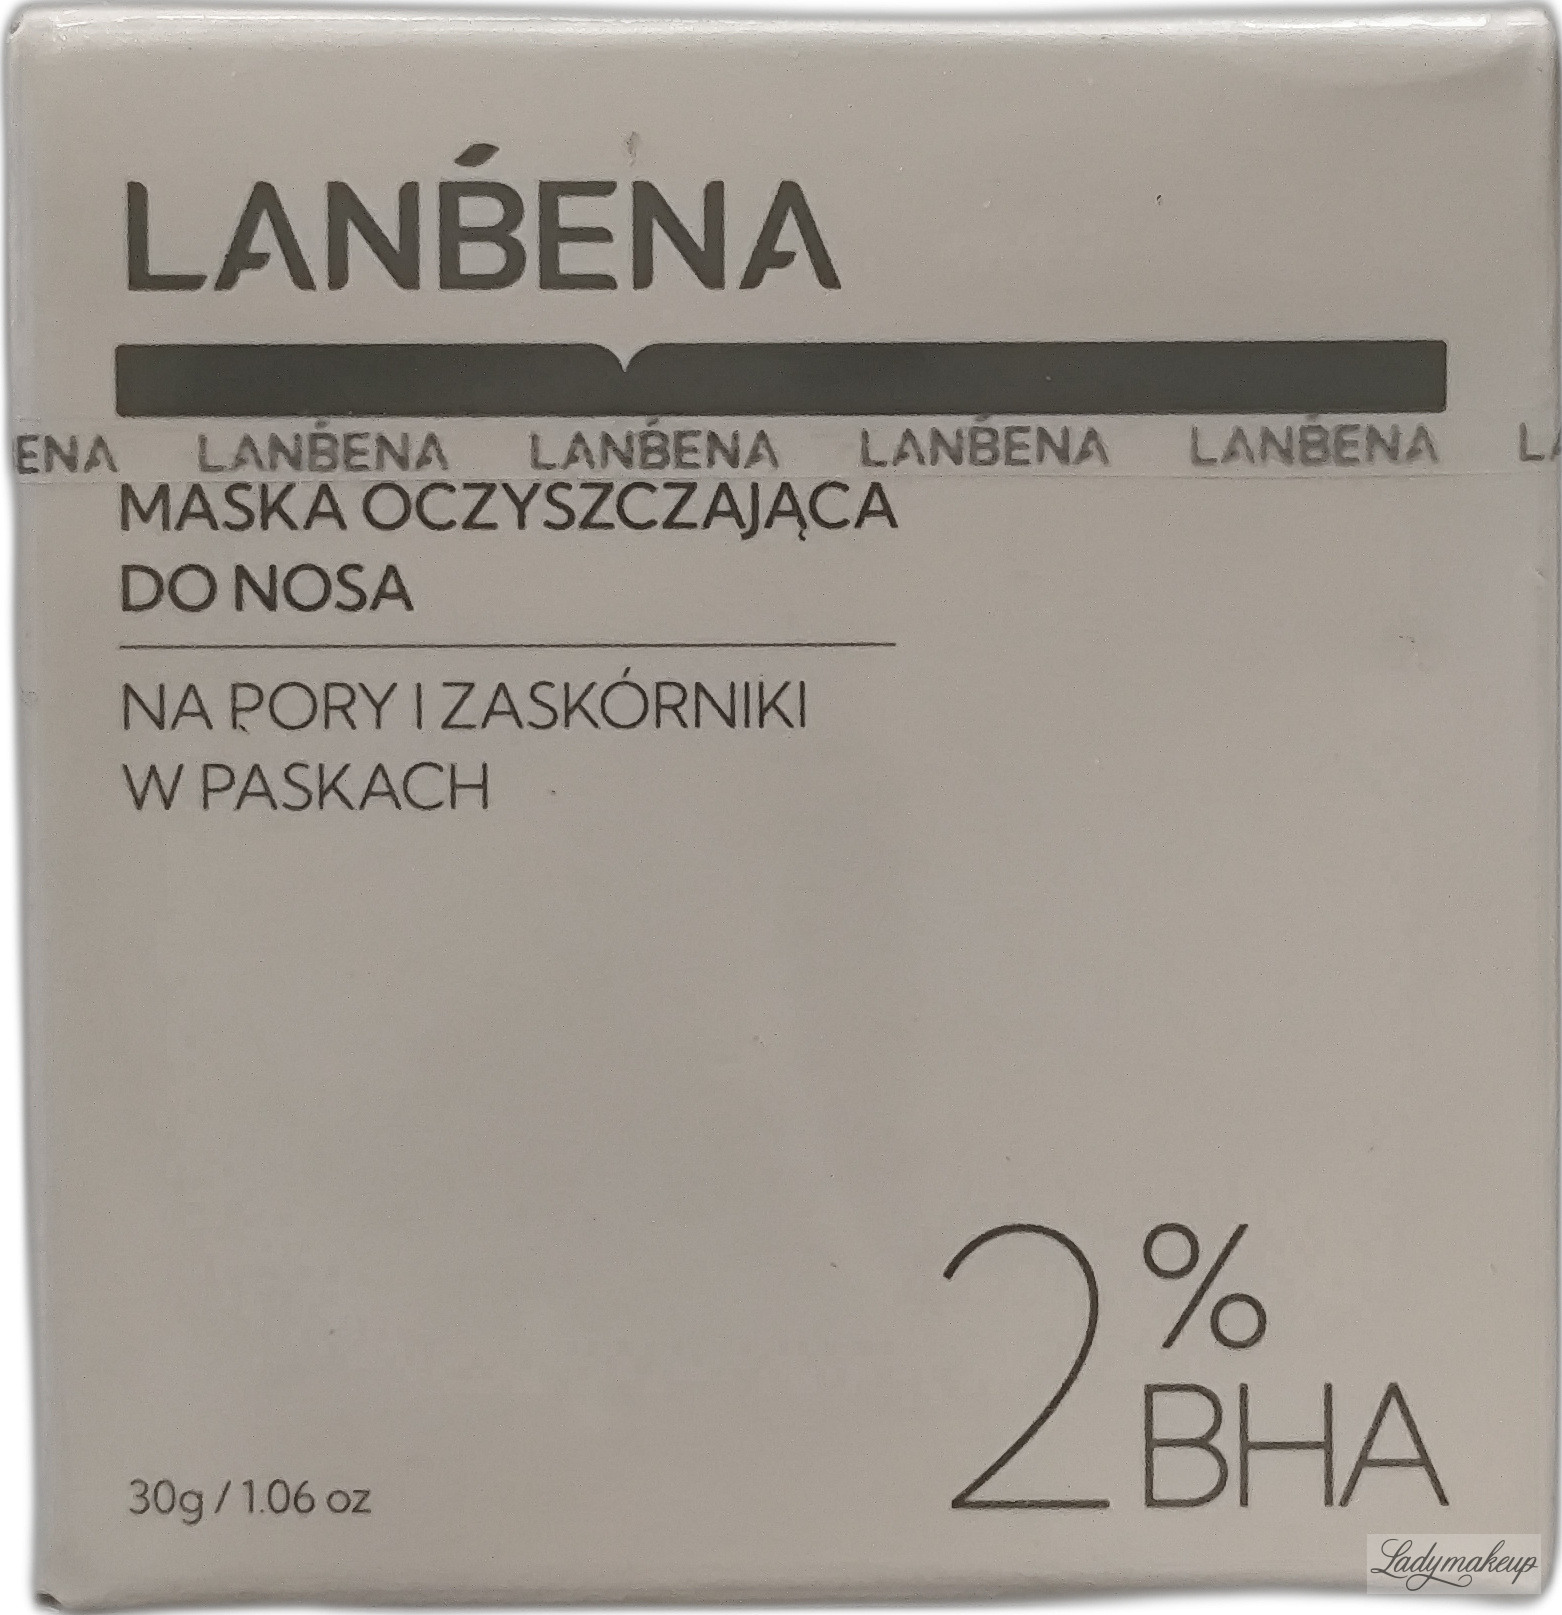 LANBENA
ENA LANBENA LANBENA LANBENA LANBENA LA
MASKA OCZYSZCZAJĄCA
DO NOSA
NA PORY I ZASKÓRNIKI
W PASKACH
2%
BHA
30g / 1.06 oz
Ladymakeup